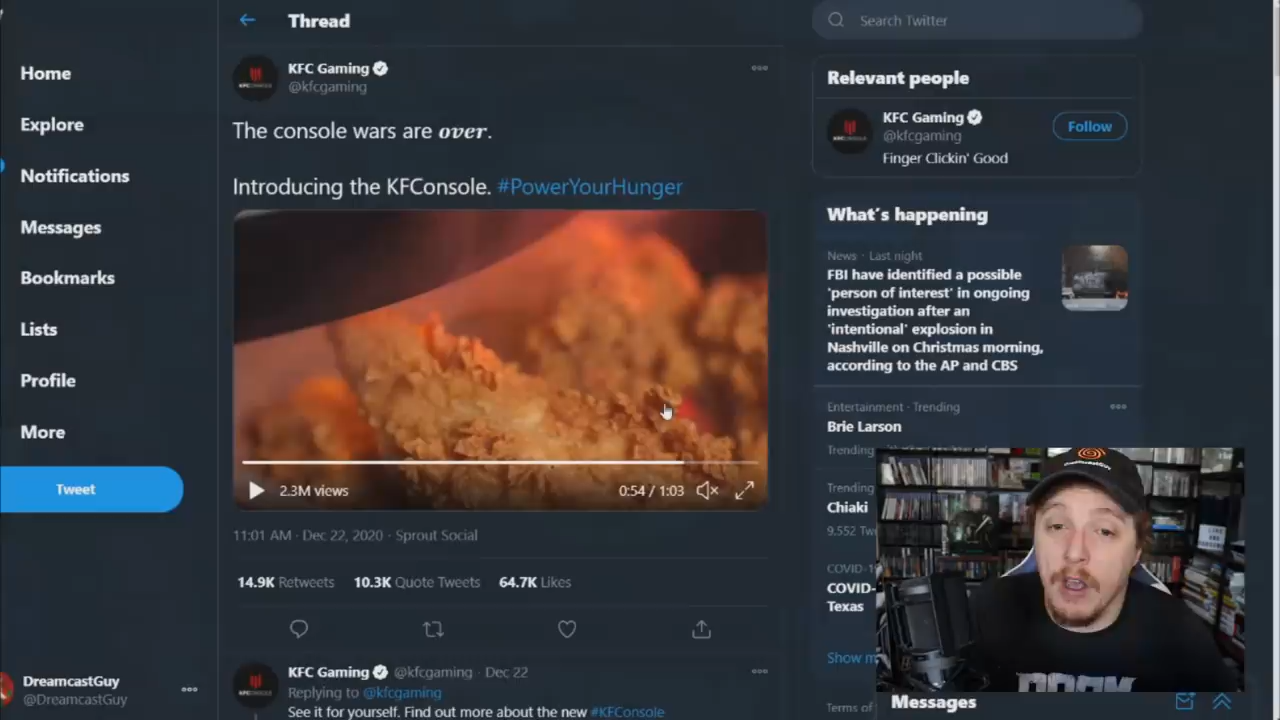 Home
Explore
Notifications
Messages
Bookmarks
Lists
Profile
More
Tweet
DreamcastGuy
@DreamcastGuy
Thread
KFC Gaming
@kfcgaming
The console wars are over.
Introducing the KFConsole. #PowerYourHunger
2.3M views
0:54 / 1:03
11:01 AM · Dec 22, 2020 · Sprout Social
14.9K Retweets 10.3K Quote Tweets 64.7K Likes
KFC Gaming @kfcgaming · Dec 22
Replying to @kfcgaming
See it for yourself. Find out more about the new #KFConsole
Search Twitter
Relevant people
KFC Gaming
@kfcgaming
Follow
Finger Clickin' Good
What's happening
News · Last night
FBI have identified a possible
'person of interest' in ongoing
investigation after an
'intentional' explosion in
Nashville on Christmas morning,
according to the AP and CBS
Entertainment · Trending
Brie Larson
Trending
Trending
Chiaki
9,552
COVID-
Texas
Show
Messages
Terms of
DreamcastGuy